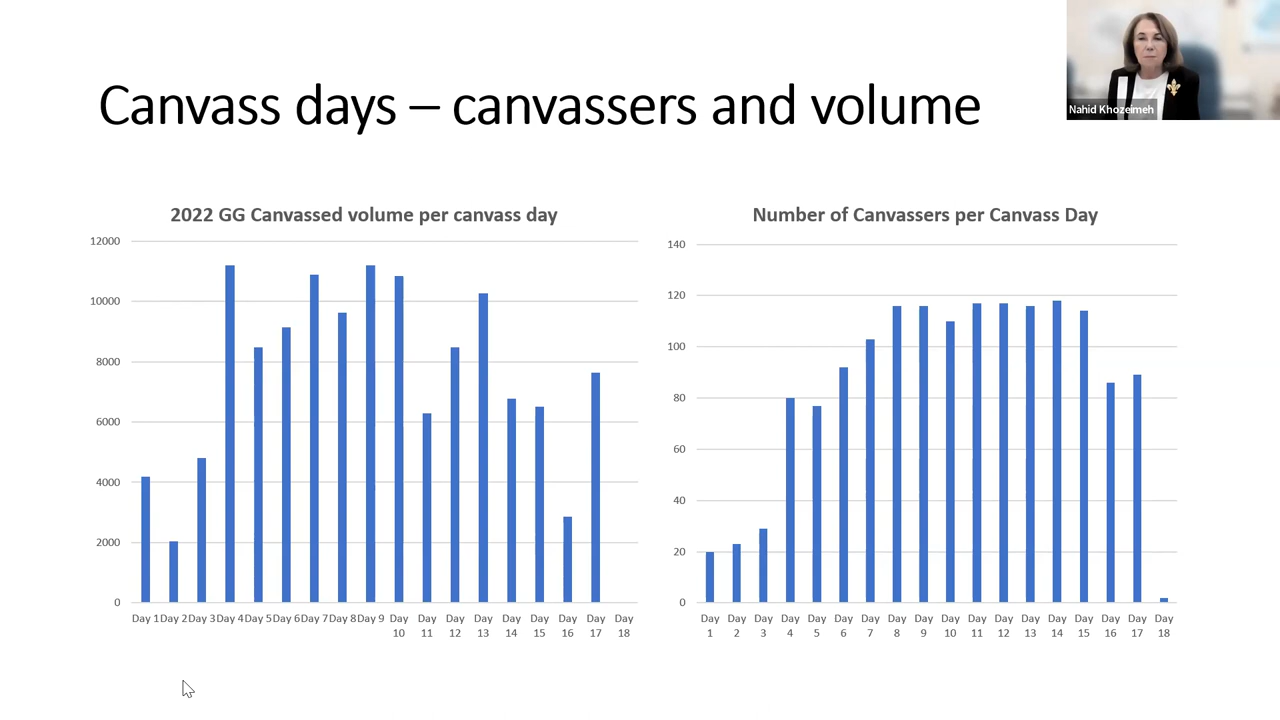 Canvass days – canvassers and volume
Nahid Khozeimeh
2022 GG Canvassed volume per canvass day
12000
10000
8000
6000
4000
2000
0
Day 1 Day 2 Day 3 Day 4 Day 5 Day 6 Day 7 Day 8 Day 9 Day Day Day Day Day Day Day Day Day
10 11 12 13 14 15 16 17 18
Number of Canvassers per Canvass Day
140
120
100
80
60
40
20
0
Day Day Day Day Day Day Day Day Day Day Day Day Day Day Day Day Day Day
1 2 3 4 5 6 7 8 9 10 11 12 13 14 15 16 17 18